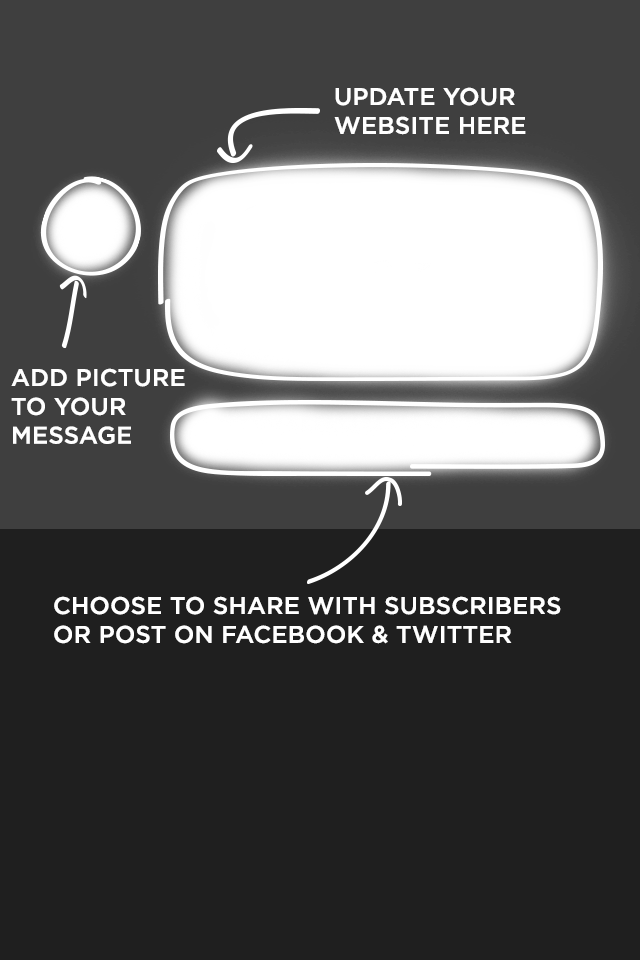 UPDATE YOUR
WEBSITE HERE
ADD PICTURE
TO YOUR
MESSAGE
CHOOSE TO SHARE WITH SUBSCRIBERS
OR POST ON FACEBOOK & TWITTER